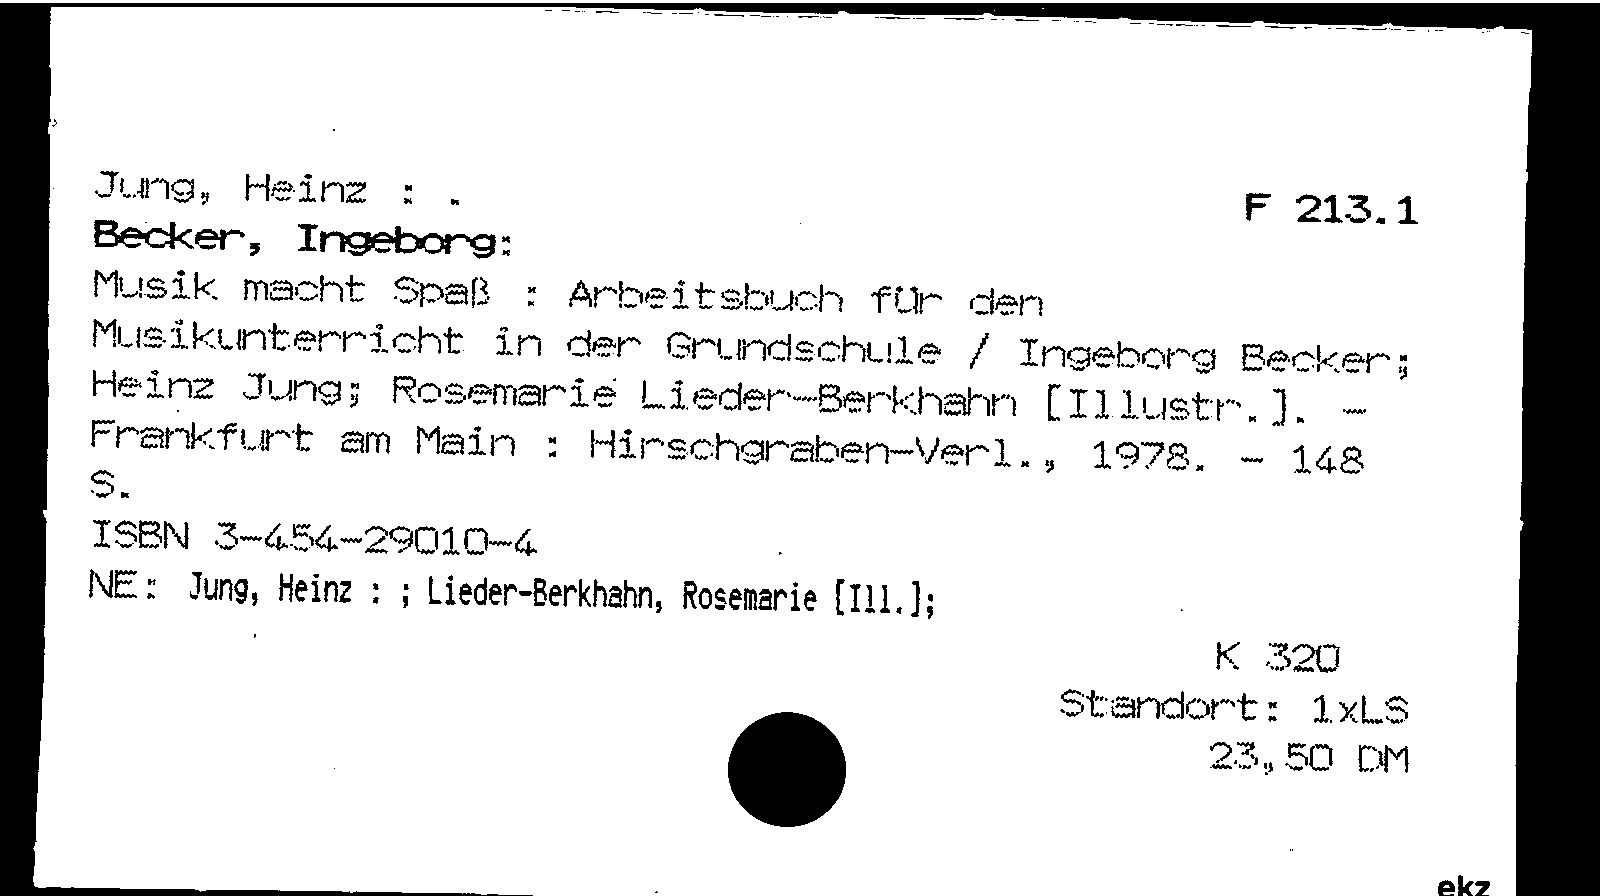 Jung, Heinz : .
F 213.1
Becker, Ingeborg:
Musik macht Spaß : Arbeitsbuch für den
Musikunterricht in der Grundschule / Ingeborg Becker;
Heinz Jung; Rosemarie Lieder-Berkhahn [Illustr.]. -
Frankfurt am Main : Hirschgraben-Verl., 1978. - 148
S.
ISBN 3-454-29010-4
NE: Jung, Heinz : ; Lieder-Berkhahn, Rosemarie [Ill.];
K 320
Standort: 1xLS
23,50 DM
ekz